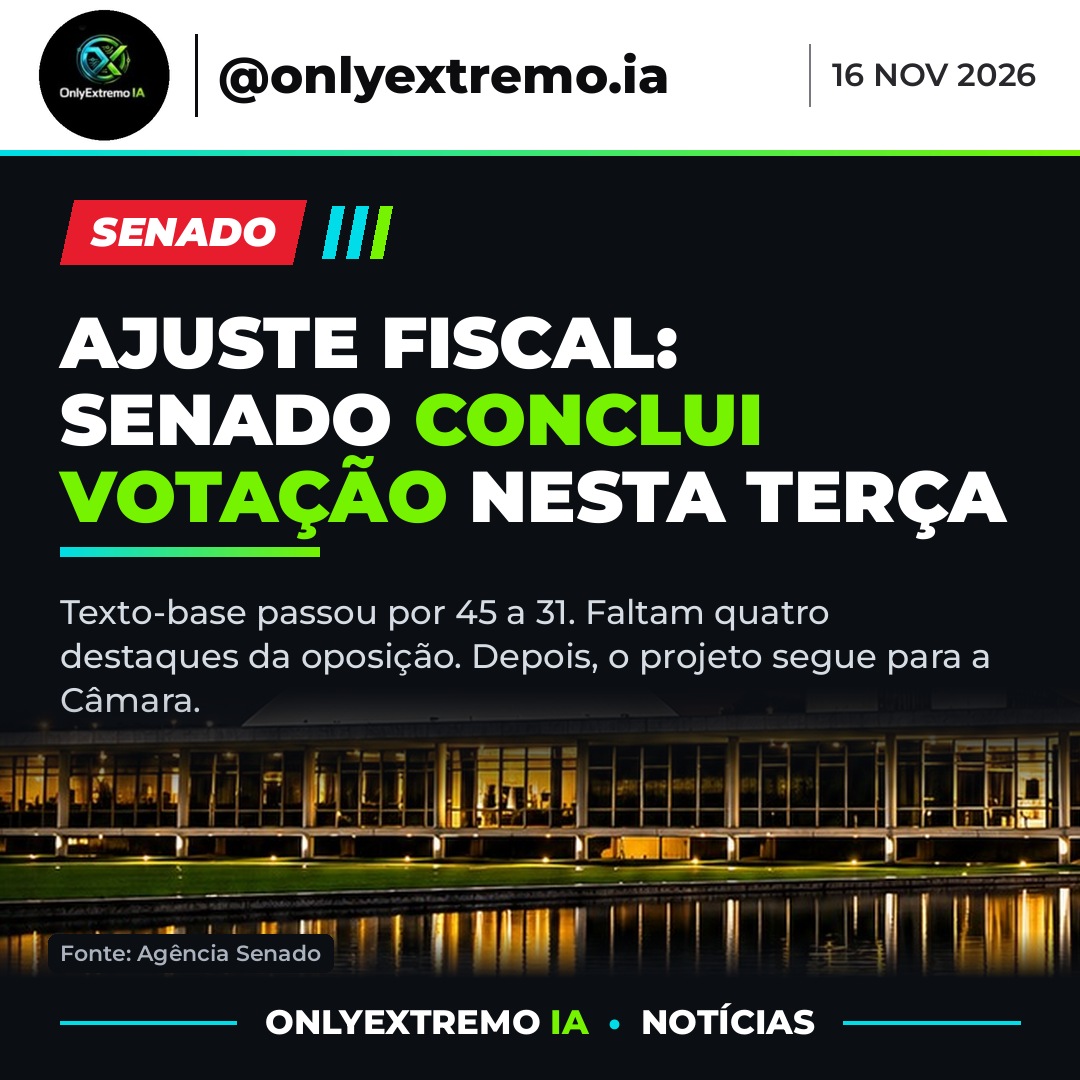 OnlyExtremo IA
@onlyextremo.ia
16 NOV 2026
SENADO
AJUSTE FISCAL:
SENADO CONCLUI
VOTAÇÃO NESTA TERÇA
Texto-base passou por 45 a 31. Faltam quatro
destaques da oposição. Depois, o projeto segue para a
Câmara.
Fonte: Agência Senado
ONLYEXTREMO IA • NOTÍCIAS